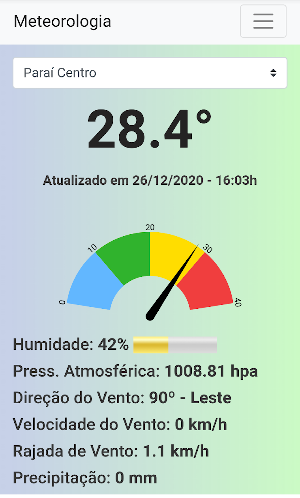 Meteorologia
Paraí Centro
28.4°
Atualizado em 26/12/2020 - 16:03h
0
10
20
30
40
Humidade: 42%
Press. Atmosférica: 1008.81 hpa
Direção do Vento: 90º - Leste
Velocidade do Vento: 0 km/h
Rajada de Vento: 1.1 km/h
Precipitação: 0 mm